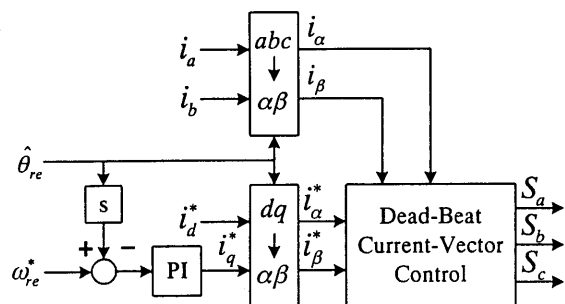 i_a
i_b
abc
αβ
i_α
i_β
θ̂_re
s
i_d^*
+
−
ω_re^*
PI
i_q^*
dq
αβ
i_α^*
i_β^*
Dead-Beat
Current-Vector
Control
S_a
S_b
S_c